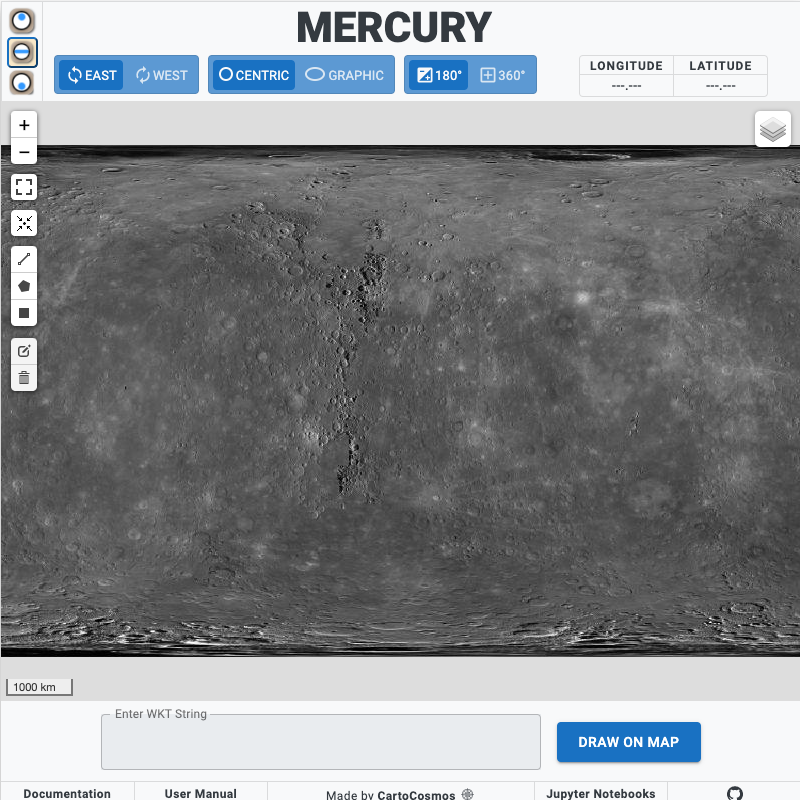 MERCURY
EAST WEST CENTRIC GRAPHIC 180° 360°
LONGITUDE LATITUDE
---.--- ---.---
+
−
1000 km
Enter WKT String
DRAW ON MAP
Documentation User Manual Made by CartoCosmos Jupyter Notebooks